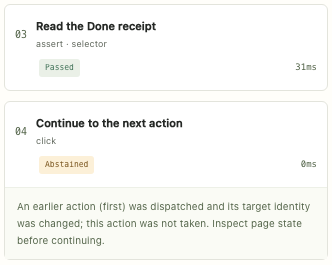 03
Read the Done receipt
assert · selector
Passed
31ms
04
Continue to the next action
click
Abstained
0ms
An earlier action (first) was dispatched and its target identity
was changed; this action was not taken. Inspect page state
before continuing.